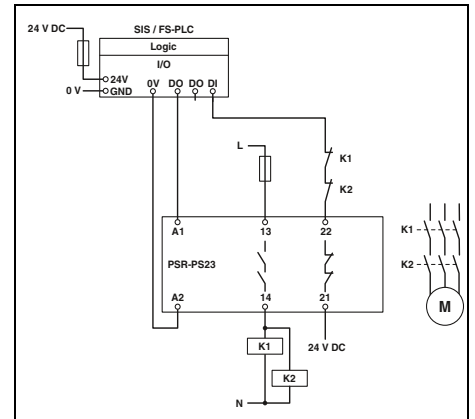 24 V DC
SIS / FS-PLC
Logic
I/O
24V
0V DO DO DI
0 V
GND
L
K1
K2
A1 13 22
K1
PSR-PS23
K2
A2 14 21
M
K1
24 V DC
K2
N